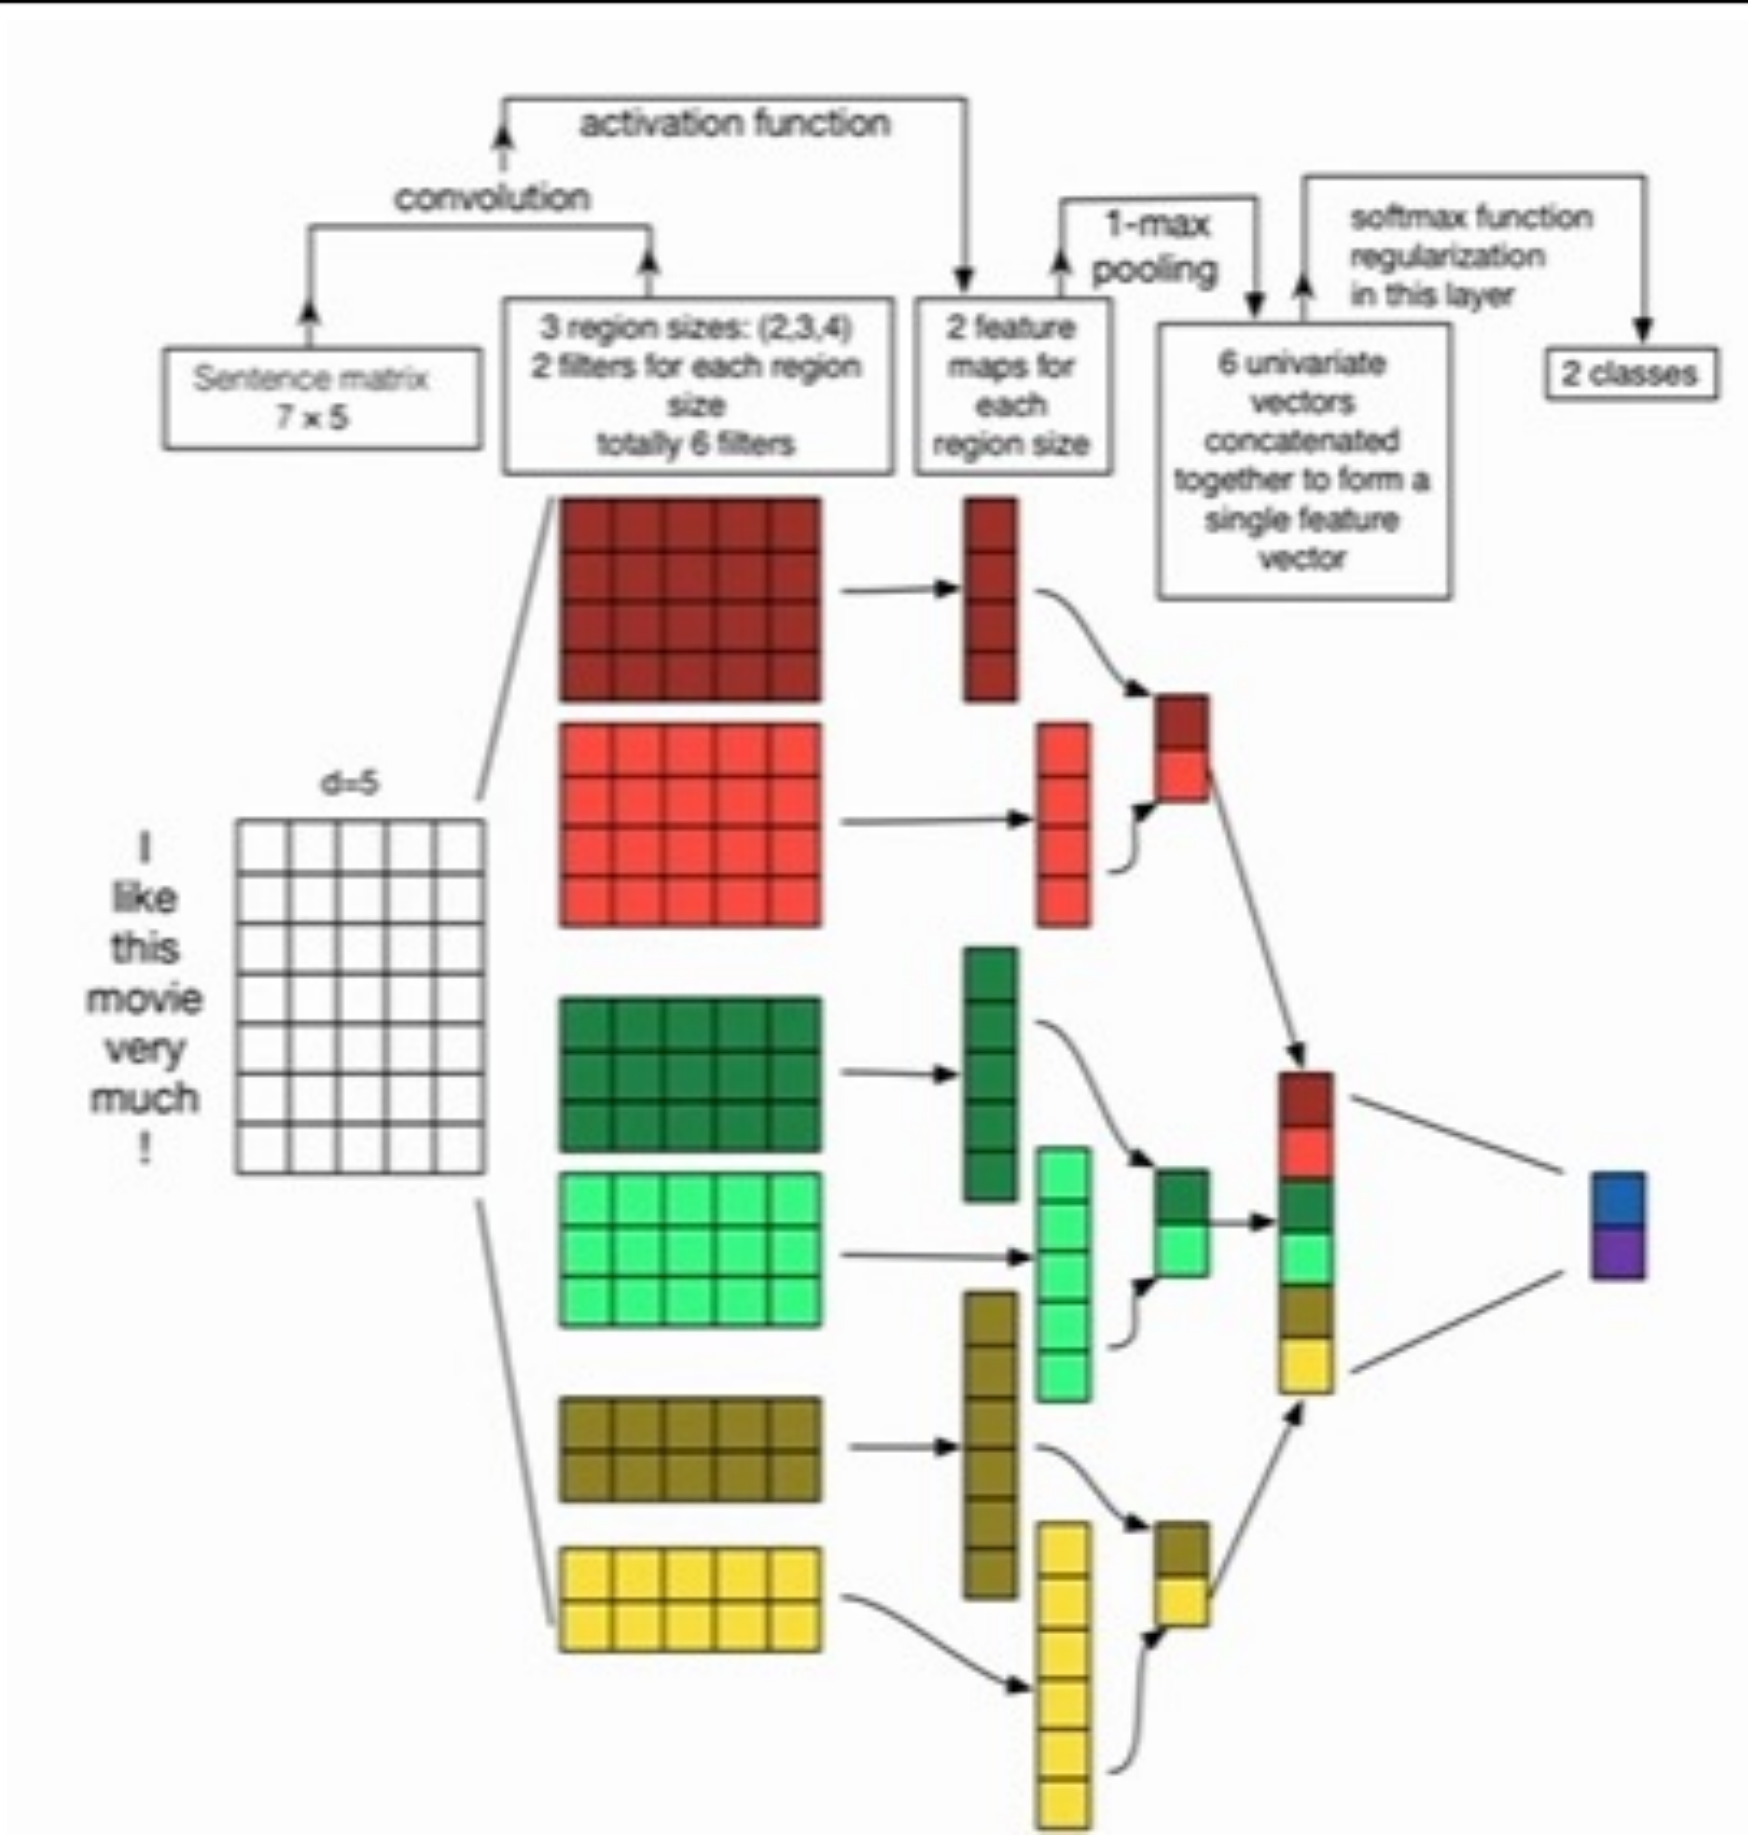 activation function
convolution
1-max
pooling
softmax function
regularization
in this layer
Sentence matrix
7 x 5
3 region sizes: (2,3,4)
2 filters for each region
size
totally 6 filters
2 feature
maps for
each
region size
6 univariate
vectors
concatenated
together to form a
single feature
vector
2 classes
d=5
I
like
this
movie
very
much
!